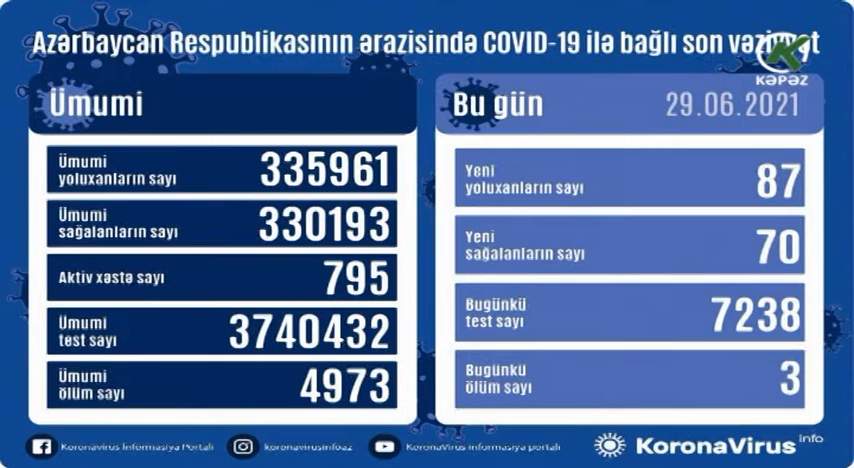 Azərbaycan Respublikasının ərazisində COVID-19 ilə bağlı son vəziyyət
KƏPƏZ
Ümumi
Ümumi
yoluxanların sayı
335961
Ümumi
sağalanların sayı
330193
Aktiv xəstə sayı
795
Ümumi
test sayı
3740432
Ümumi
ölüm sayı
4973
Bu gün
29.06.2021
Yeni
yoluxanların sayı
87
Yeni
sağalanların sayı
70
Bugünkü
test sayı
7238
Bugünkü
ölüm sayı
3
Koronavirus İnformasiya Portalı
koronavirusinfoaz
KoronaVirus informasiya portalı
KoronaVirus info